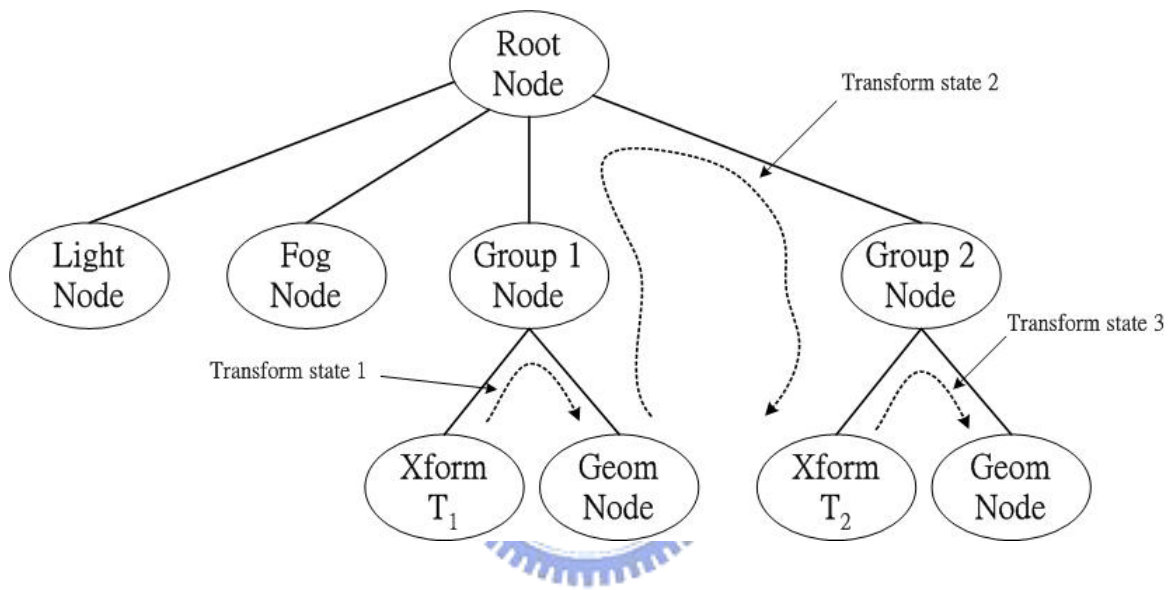 Root
Node
Transform state 2
Light
Node
Fog
Node
Group 1
Node
Group 2
Node
Transform state 3
Transform state 1
Xform
T₁
Geom
Node
Xform
T₂
Geom
Node